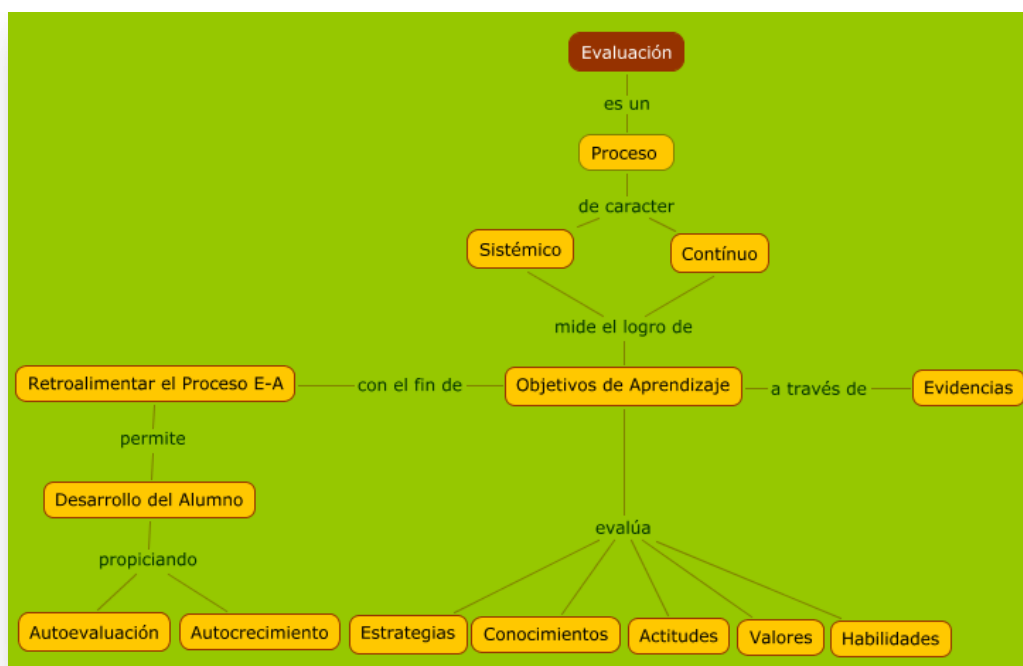 Evaluación
es un
Proceso
de caracter
Sistémico
Contínuo
mide el logro de
Retroalimentar el Proceso E-A
con el fin de
Objetivos de Aprendizaje
a través de
Evidencias
permite
Desarrollo del Alumno
evalúa
propiciando
Autoevaluación
Autocrecimiento
Estrategias
Conocimientos
Actitudes
Valores
Habilidades